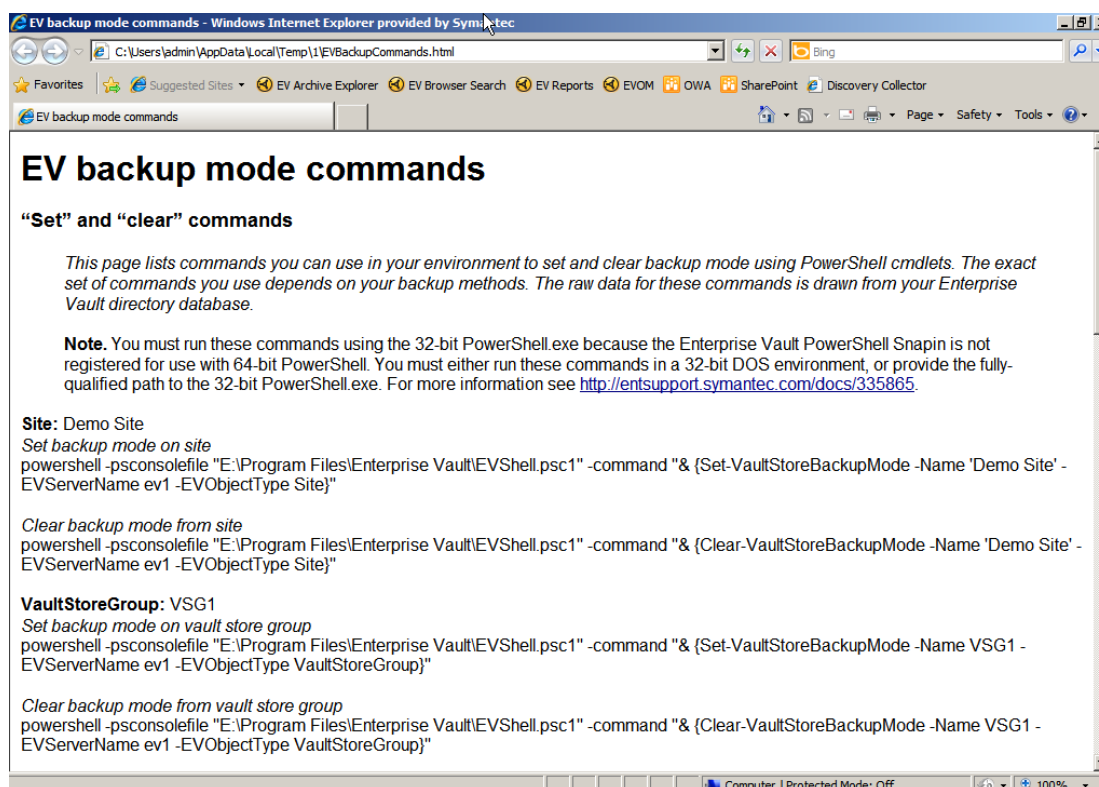 EV backup mode commands - Windows Internet Explorer provided by Symantec
C:\Users\admin\AppData\Local\Temp\1\EVBackupCommands.html
Bing
Favorites Suggested Sites EV Archive Explorer EV Browser Search EV Reports EVOM OWA SharePoint Discovery Collector
EV backup mode commands Page Safety Tools
EV backup mode commands
“Set” and “clear” commands
This page lists commands you can use in your environment to set and clear backup mode using PowerShell cmdlets. The exact
set of commands you use depends on your backup methods. The raw data for these commands is drawn from your Enterprise
Vault directory database.
Note. You must run these commands using the 32-bit PowerShell.exe because the Enterprise Vault PowerShell Snapin is not
registered for use with 64-bit PowerShell. You must either run these commands in a 32-bit DOS environment, or provide the fully-
qualified path to the 32-bit PowerShell.exe. For more information see http://entsupport.symantec.com/docs/335865.
Site: Demo Site
Set backup mode on site
powershell -psconsolefile "E:\Program Files\Enterprise Vault\EVShell.psc1" -command "& {Set-VaultStoreBackupMode -Name 'Demo Site' -
EVServerName ev1 -EVObjectType Site}"
Clear backup mode from site
powershell -psconsolefile "E:\Program Files\Enterprise Vault\EVShell.psc1" -command "& {Clear-VaultStoreBackupMode -Name 'Demo Site' -
EVServerName ev1 -EVObjectType Site}"
VaultStoreGroup: VSG1
Set backup mode on vault store group
powershell -psconsolefile "E:\Program Files\Enterprise Vault\EVShell.psc1" -command "& {Set-VaultStoreBackupMode -Name VSG1 -
EVServerName ev1 -EVObjectType VaultStoreGroup}"
Clear backup mode from vault store group
powershell -psconsolefile "E:\Program Files\Enterprise Vault\EVShell.psc1" -command "& {Clear-VaultStoreBackupMode -Name VSG1 -
EVServerName ev1 -EVObjectType VaultStoreGroup}"
Computer | Protected Mode: Off 100%